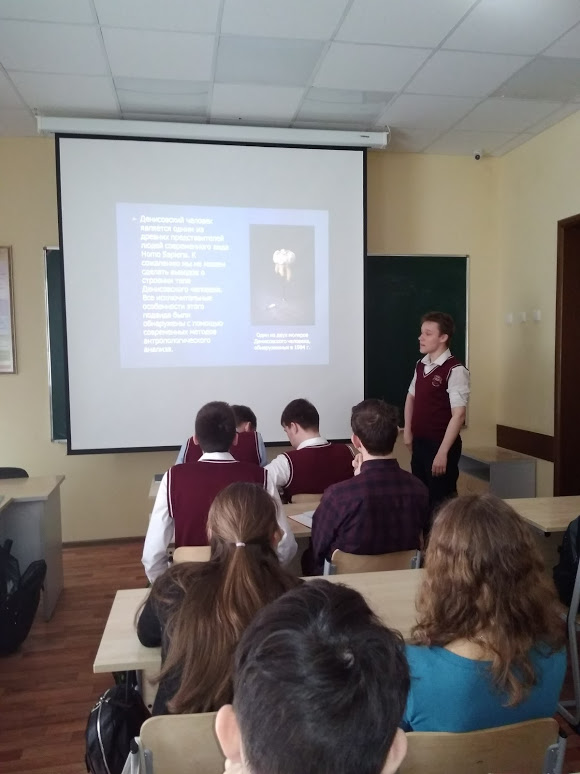 Денисовский человек
является одним из
древних представителей
людей современного вида
Homo Sapiens. К
сожалению мы не можем
сделать выводов о
строении тела
Денисовского человека.
Все исключительные
особенности этого
подвида были
обнаружены с помощью
современных методов
антропологического
анализа.
Один из двух моляров
Денисовского человека,
обнаруженных в 1984 г.